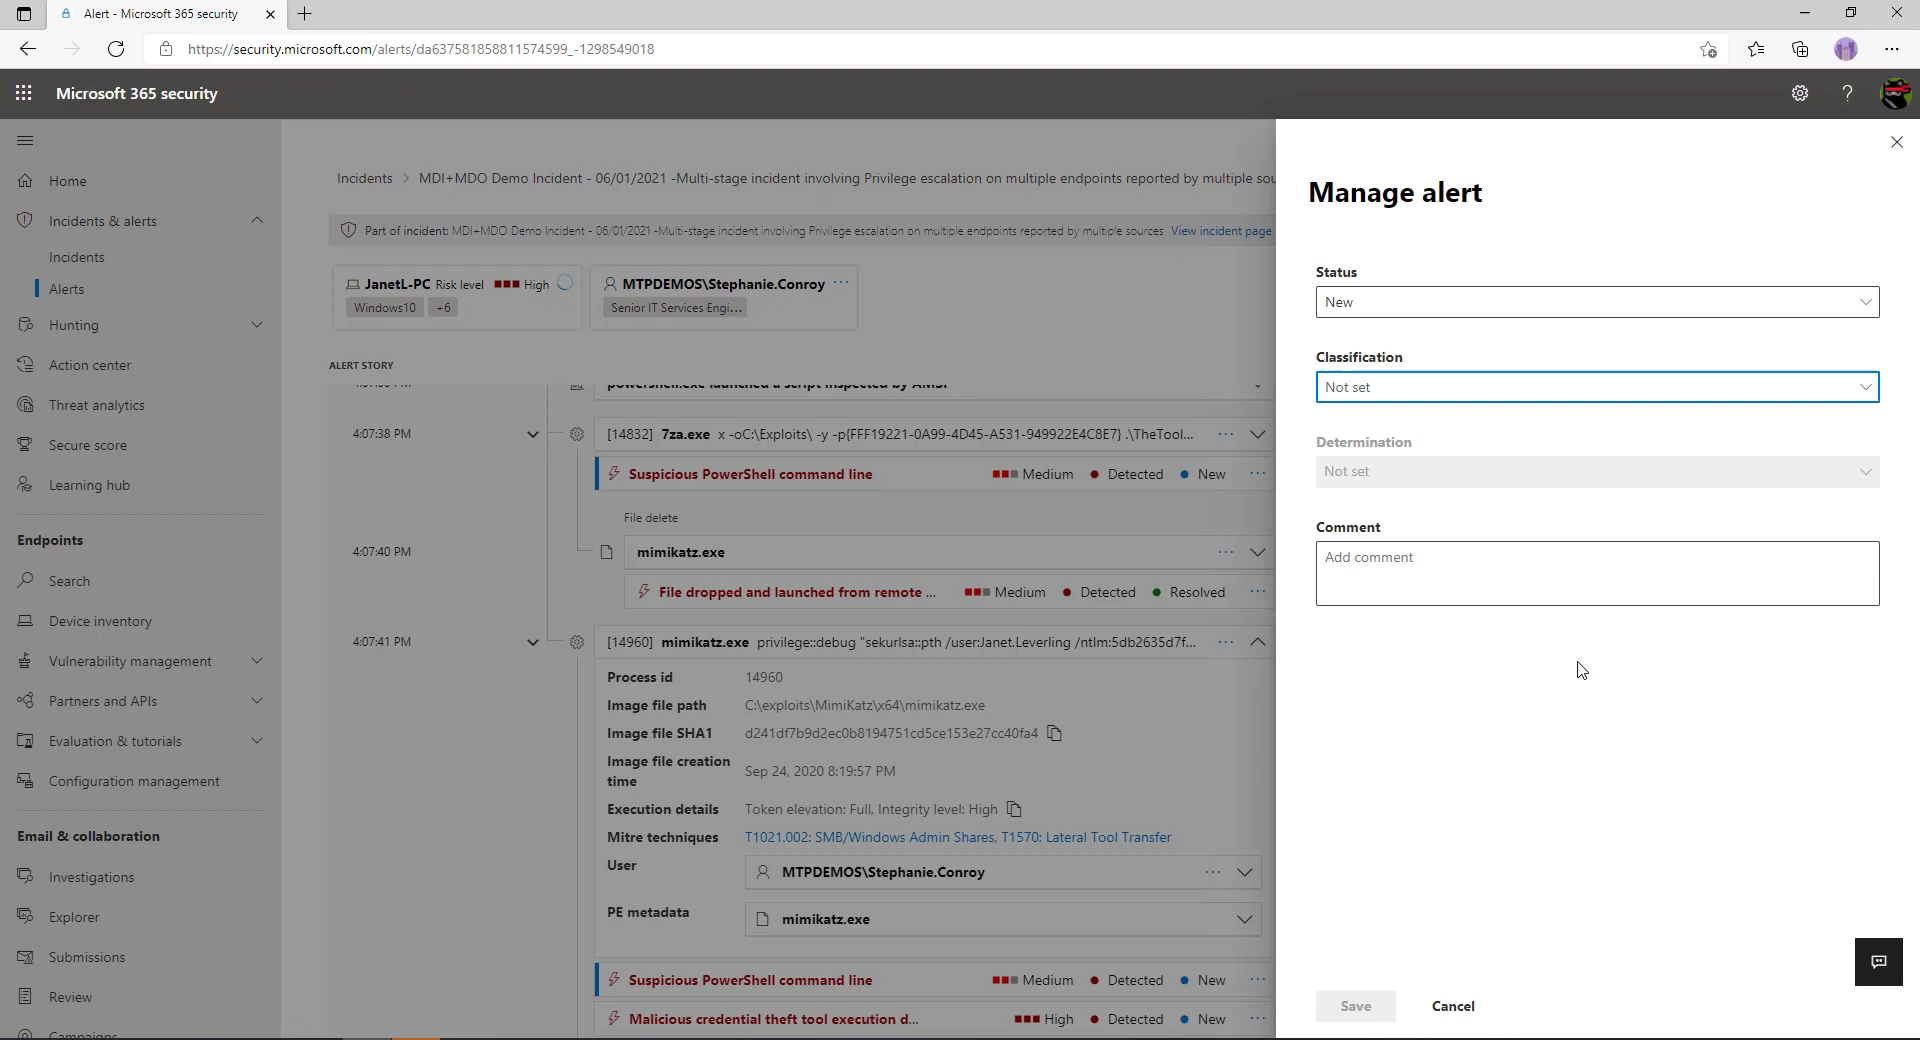 Alert - Microsoft 365 security
https://security.microsoft.com/alerts/da637581858811574599_-1298549018
Microsoft 365 security
Home
Incidents & alerts
Incidents
Alerts
Hunting
Action center
Threat analytics
Secure score
Learning hub
Endpoints
Search
Device inventory
Vulnerability management
Partners and APIs
Evaluation & tutorials
Configuration management
Email & collaboration
Investigations
Explorer
Submissions
Review
Campaigns
Incidents > MDI+MDO Demo Incident - 06/01/2021 -Multi-stage incident involving Privilege escalation on multiple endpoints reported by multiple sou
Part of incident: MDI+MDO Demo Incident - 06/01/2021 -Multi-stage incident involving Privilege escalation on multiple endpoints reported by multiple sources View incident page
JanetL-PC Risk level High
Windows10 +6
MTPDEMOS\Stephanie.Conroy ...
Senior IT Services Engi...
ALERT STORY
powershell.exe launched a script inspected by AMSI
4:07:38 PM [14832] 7za.exe x -oC:\Exploits\ -y -p{FFF19221-0A99-4D45-A531-949922E4C8E7} .\TheTool... ...
Suspicious PowerShell command line Medium Detected New ...
File delete
4:07:40 PM mimikatz.exe ...
File dropped and launched from remote ... Medium Detected Resolved ...
4:07:41 PM [14960] mimikatz.exe privilege::debug "sekurlsa::pth /user:Janet.Leverling /ntlm:5db2635d7f... ...
Process id 14960
Image file path C:\exploits\MimiKatz\x64\mimikatz.exe
Image file SHA1 d241df7b9d2ec0b8194751cd5ce153e27cc40fa4
Image file creation time Sep 24, 2020 8:19:57 PM
Execution details Token elevation: Full, Integrity level: High
Mitre techniques T1021.002: SMB/Windows Admin Shares, T1570: Lateral Tool Transfer
User MTPDEMOS\Stephanie.Conroy ...
PE metadata mimikatz.exe
Suspicious PowerShell command line Medium Detected New ...
Malicious credential theft tool execution d... High Detected New ...
Manage alert
Status
New
Classification
Not set
Determination
Not set
Comment
Add comment
Save Cancel